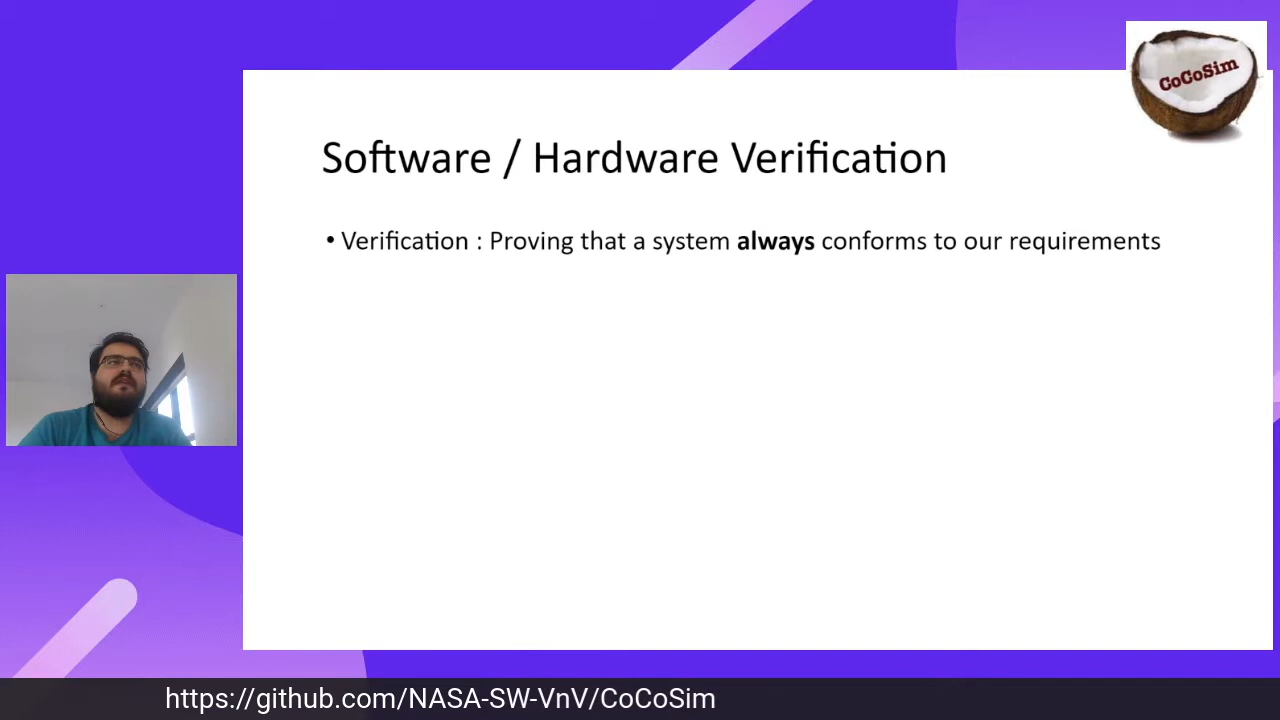 CoCoSim
Software / Hardware Verification
• Verification : Proving that a system always conforms to our requirements
https://github.com/NASA-SW-VnV/CoCoSim